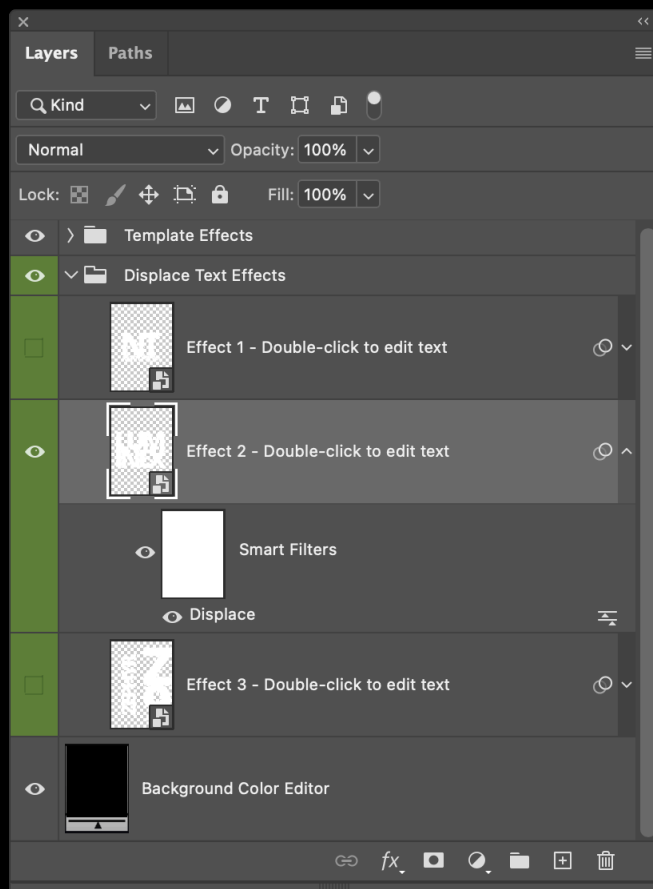 Layers Paths
Kind
Normal Opacity: 100%
Lock: Fill: 100%
Template Effects
Displace Text Effects
Effect 1 - Double-click to edit text
Effect 2 - Double-click to edit text
Smart Filters
Displace
Effect 3 - Double-click to edit text
Background Color Editor
fx